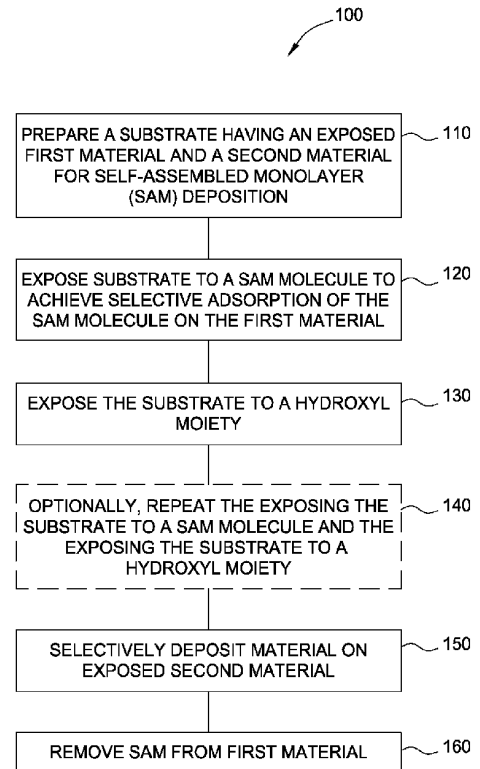 100
PREPARE A SUBSTRATE HAVING AN EXPOSED
FIRST MATERIAL AND A SECOND MATERIAL
FOR SELF-ASSEMBLED MONOLAYER
(SAM) DEPOSITION
110
EXPOSE SUBSTRATE TO A SAM MOLECULE TO
ACHIEVE SELECTIVE ADSORPTION OF THE
SAM MOLECULE ON THE FIRST MATERIAL
120
EXPOSE THE SUBSTRATE TO A HYDROXYL
MOIETY
130
OPTIONALLY, REPEAT THE EXPOSING THE
SUBSTRATE TO A SAM MOLECULE AND THE
EXPOSING THE SUBSTRATE TO A
HYDROXYL MOIETY
140
SELECTIVELY DEPOSIT MATERIAL ON
EXPOSED SECOND MATERIAL
150
REMOVE SAM FROM FIRST MATERIAL
160